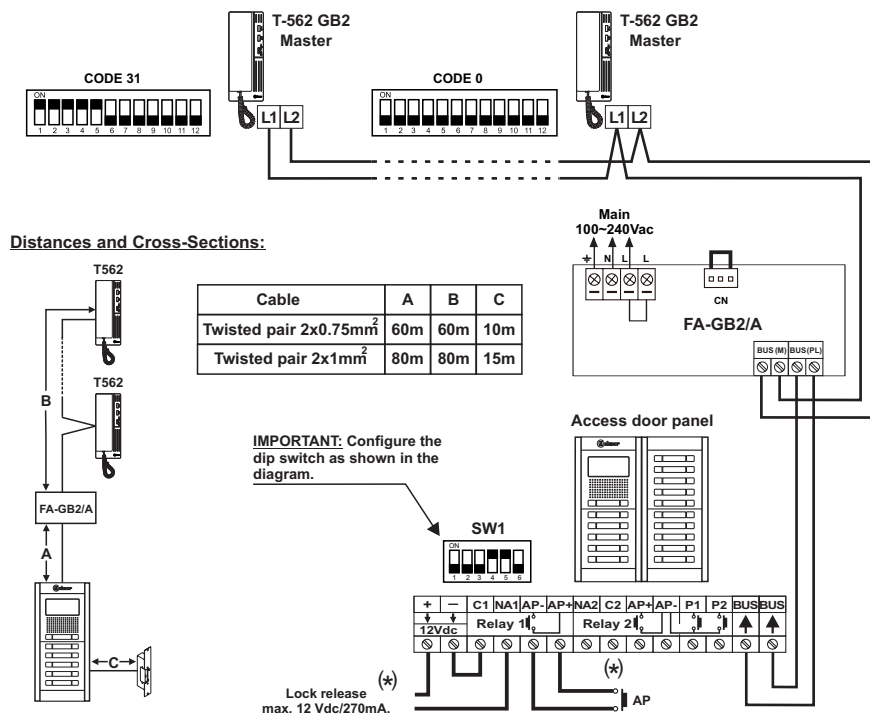 T-562 GB2
Master
T-562 GB2
Master
CODE 31
ON
1 2 3 4 5 6 7 8 9 10 11 12
L1 L2
CODE 0
ON
1 2 3 4 5 6 7 8 9 10 11 12
L1 L2
Main
100~240Vac
N L L
CN
FA-GB2/A
BUS (M) BUS(PL)
Distances and Cross-Sections:
T562
T562
B
FA-GB2/A
A
C
Cable A B C
Twisted pair 2x0.75mm² 60m 60m 10m
Twisted pair 2x1mm² 80m 80m 15m
IMPORTANT: Configure the
dip switch as shown in the
diagram.
Access door panel
SW1
ON
1 2 3 4 5 6
+ – C1 NA1 AP- AP+ NA2 C2 AP+ AP- P1 P2 BUS BUS
12Vdc Relay 1 Relay 2
(*)
(*)
Lock release
max. 12 Vdc/270mA.
AP